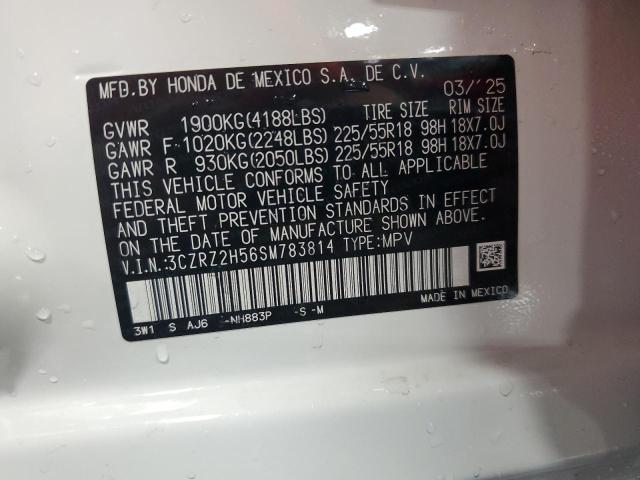 MFD.BY HONDA DE MEXICO S.A. DE C.V.
03/'25
TIRE SIZE RIM SIZE
GVWR 1900KG(4188LBS)
GAWR F 1020KG(2248LBS) 225/55R18 98H 18X7.0J
GAWR R 930KG(2050LBS) 225/55R18 98H 18X7.0J
THIS VEHICLE CONFORMS TO ALL APPLICABLE
FEDERAL MOTOR VEHICLE SAFETY
AND THEFT PREVENTION STANDARDS IN EFFECT
ON THE DATE OF MANUFACTURE SHOWN ABOVE.
V.I.N.:3CZRZ2H56SM783814 TYPE:MPV
MADE IN MEXICO
3W1 S AJ6 -NH883P -S -M